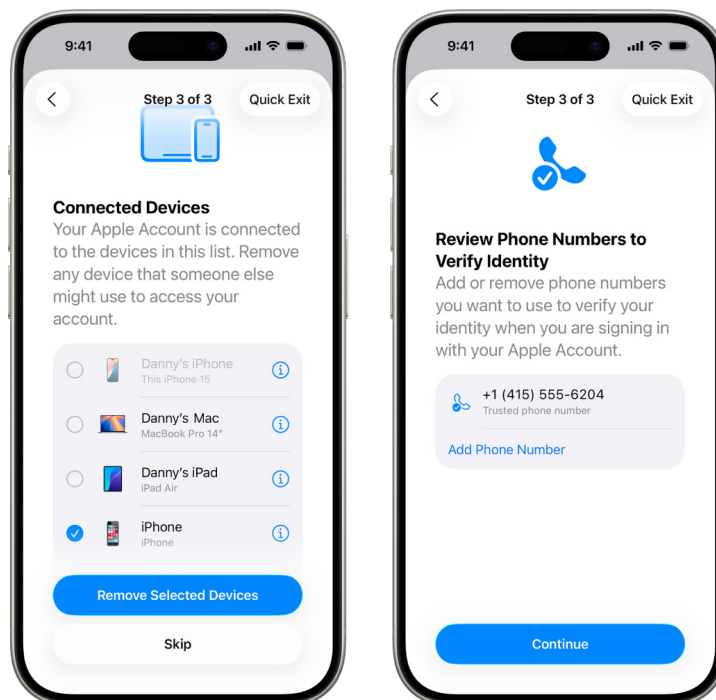 9:41
Step 3 of 3
Quick Exit
Connected Devices
Your Apple Account is connected
to the devices in this list. Remove
any device that someone else
might use to access your
account.
Danny's iPhone
This iPhone 15
Danny's Mac
MacBook Pro 14"
Danny's iPad
iPad Air
iPhone
iPhone
Remove Selected Devices
Skip
9:41
Step 3 of 3
Quick Exit
Review Phone Numbers to
Verify Identity
Add or remove phone numbers
you want to use to verify your
identity when you are signing in
with your Apple Account.
+1 (415) 555-6204
Trusted phone number
Add Phone Number
Continue